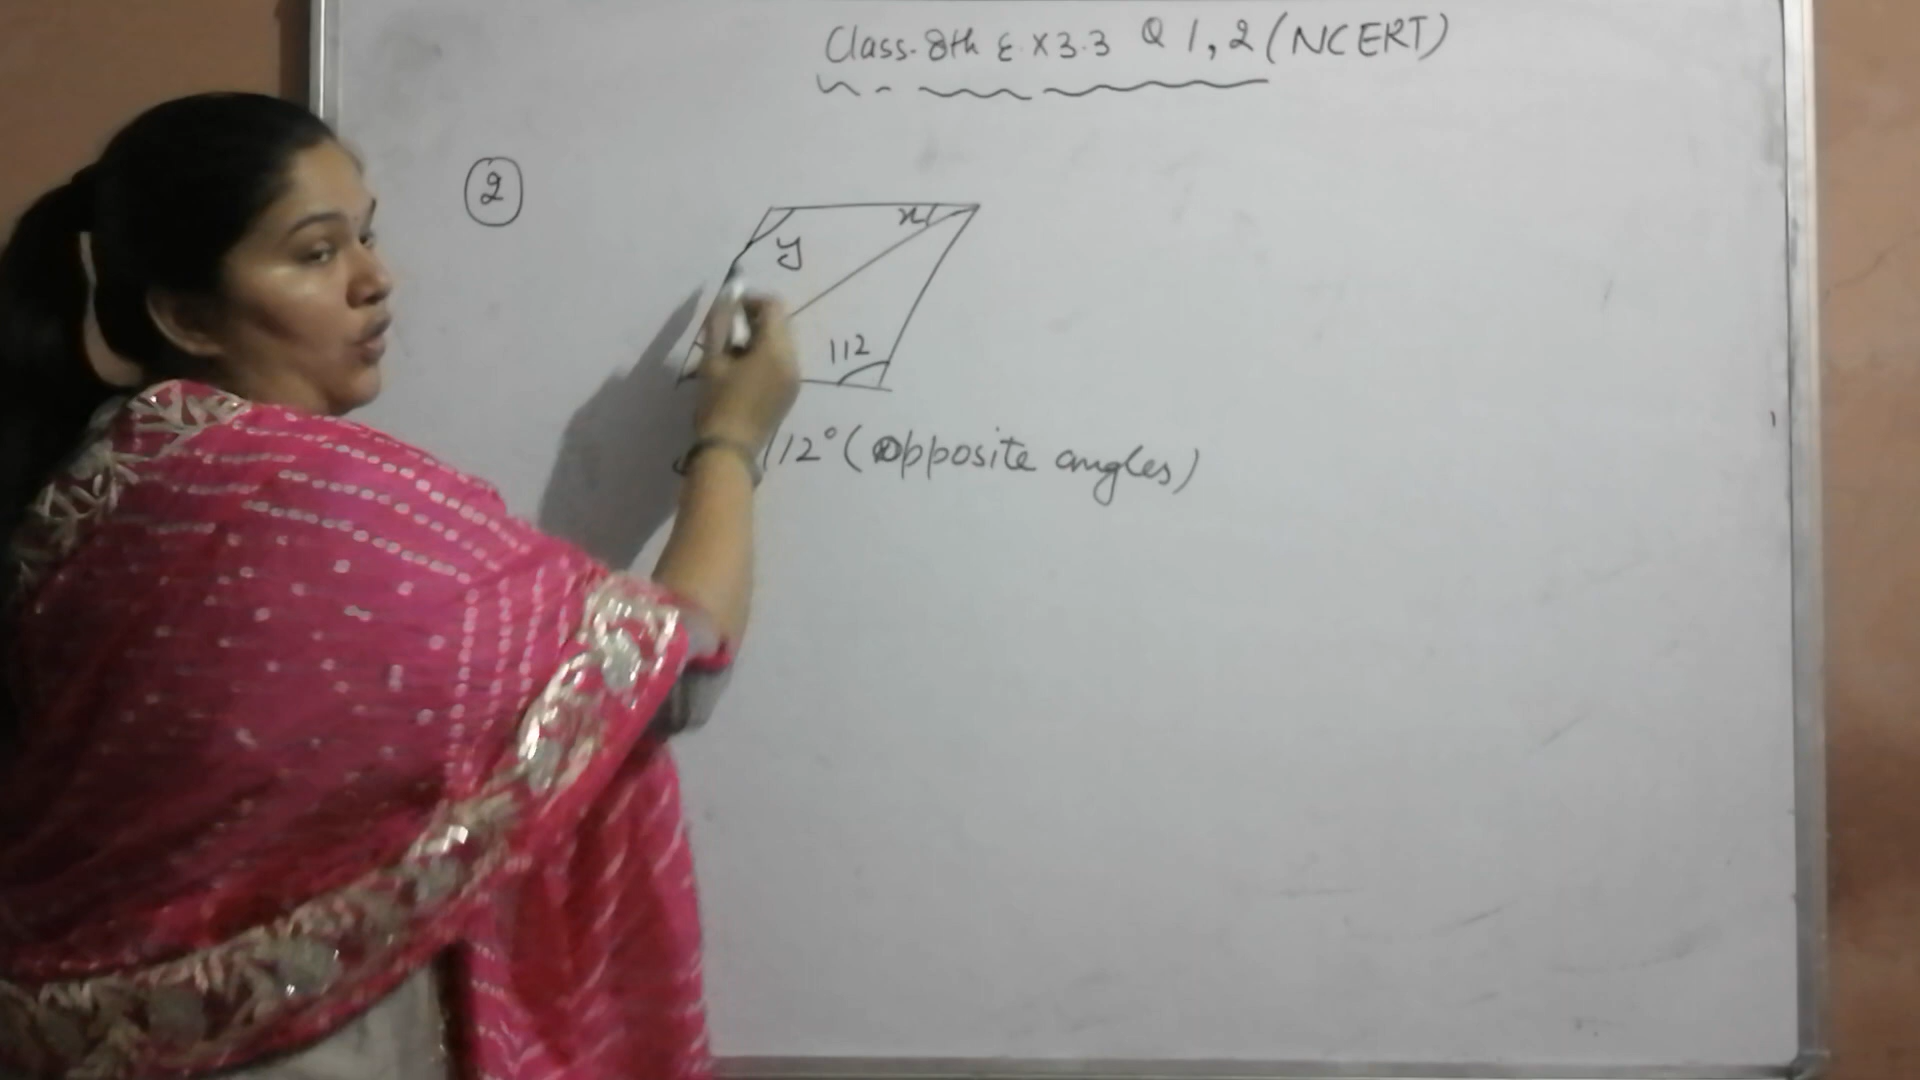 Class-8th Ex 3.3 Q 1, 2 (NCERT)
2
x
y
112
112° (opposite angles)